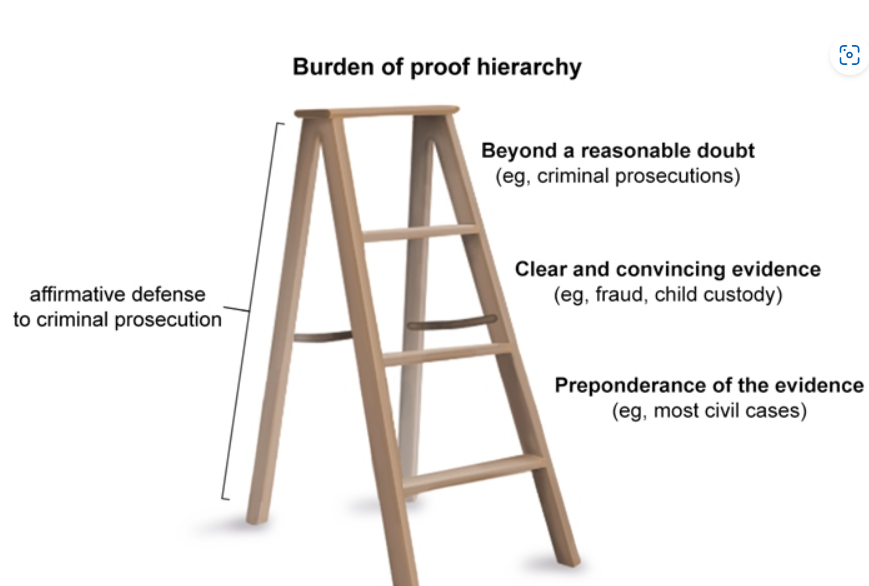 Burden of proof hierarchy
Beyond a reasonable doubt
(eg, criminal prosecutions)
Clear and convincing evidence
(eg, fraud, child custody)
affirmative defense
to criminal prosecution
Preponderance of the evidence
(eg, most civil cases)